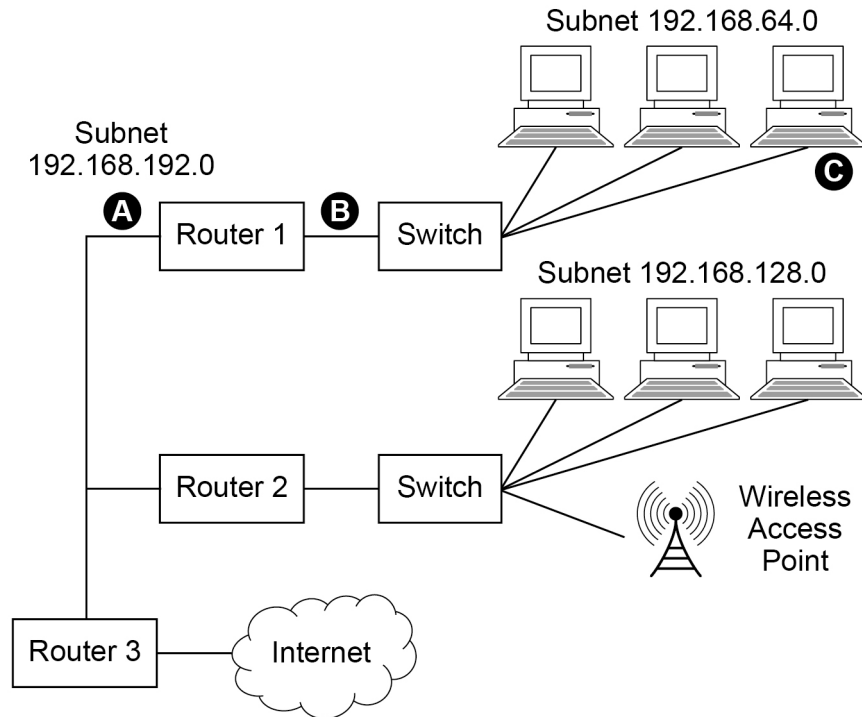 Subnet 192.168.64.0
Subnet
192.168.192.0
A
Router 1
B
Switch
C
Subnet 192.168.128.0
Router 2
Switch
Wireless
Access
Point
Router 3
Internet